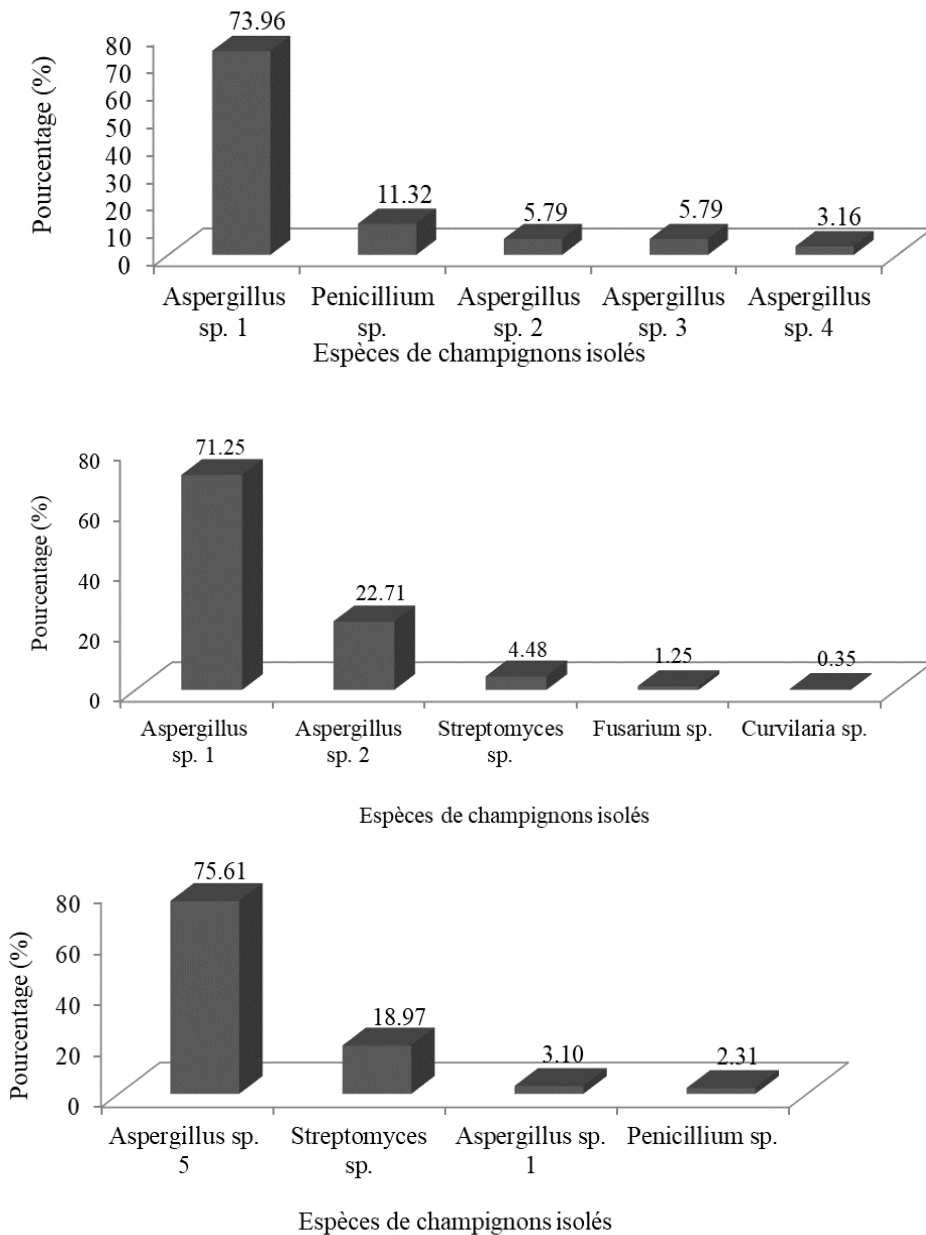 73.96
80
70
60
50
40
30
20
10
0
Pourcentage (%)
11.32
5.79
5.79
3.16
Aspergillus
sp. 1
Penicillium
sp.
Aspergillus
sp. 2
Aspergillus
sp. 3
Aspergillus
sp. 4
Espèces de champignons isolés
71.25
80
60
40
20
0
Pourcentage (%)
22.71
4.48
1.25
0.35
Aspergillus
sp. 1
Aspergillus
sp. 2
Streptomyces
sp.
Fusarium sp.
Curvilaria sp.
Espèces de champignons isolés
75.61
80
60
40
20
0
Pourcentage (%)
18.97
3.10
2.31
Aspergillus sp.
5
Streptomyces
sp.
Aspergillus sp.
1
Penicillium sp.
Espèces de champignons isolés